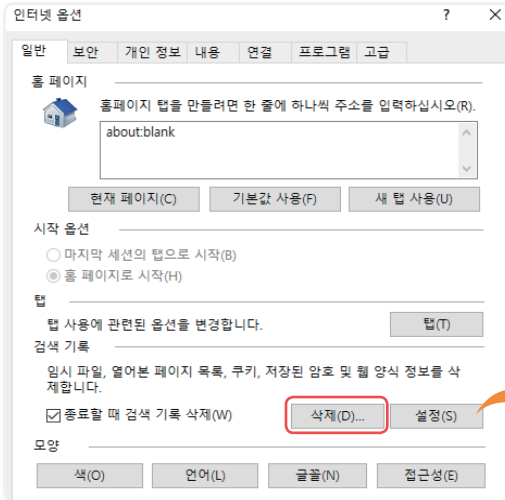 인터넷 옵션 ? ×
일반 보안 개인 정보 내용 연결 프로그램 고급
홈 페이지
홈페이지 탭을 만들려면 한 줄에 하나씩 주소를 입력하십시오(R).
about:blank
현재 페이지(C) 기본값 사용(F) 새 탭 사용(U)
시작 옵션
마지막 세션의 탭으로 시작(B)
홈 페이지로 시작(H)
탭
탭 사용에 관련된 옵션을 변경합니다. 탭(T)
검색 기록
임시 파일, 열어본 페이지 목록, 쿠키, 저장된 암호 및 웹 양식 정보를 삭
제합니다.
종료할 때 검색 기록 삭제(W) 삭제(D)... 설정(S)
모양
색(O) 언어(L) 글꼴(N) 접근성(E)